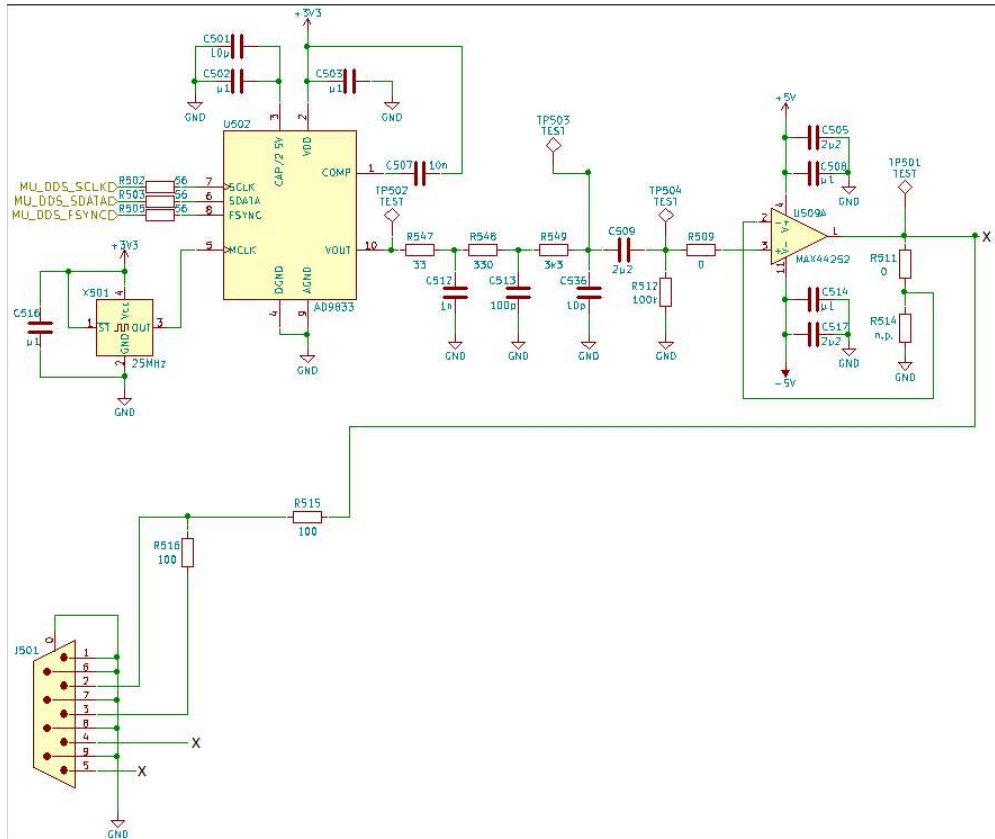 +3V3
C501
10µ
C502
µ1
C503
µ1
GND
GND
U502
3
2
CAP/2.5V
VDD
COMP
1
C507
10n
MU_DDS_SCLK
R502
56
7
SCLK
MU_DDS_SDATA
R503
56
6
SDATA
MU_DDS_FSYNC
R505
56
8
FSYNC
5
MCLK
VOUT
10
DGND
AGND
4
9
AD9833
GND
+3V3
X501
4
Vcc
C516
µ1
1
ST
OUT
3
GND
2
25MHz
GND
TP502
TEST
R547
33
R548
330
R549
3k3
C512
1n
C513
100p
C536
10p
GND
GND
GND
TP503
TEST
C509
2µ2
TP504
TEST
R512
100k
GND
R509
0
+5V
C505
2µ2
C508
µ1
GND
4
U509A
2
-
V+
3
+
V-
1
11
MAX44252
C514
µ1
C517
2µ2
GND
-5V
TP501
TEST
X
R511
0
R514
n.p.
GND
R515
100
R516
100
J501
0
1
6
2
7
3
8
4
X
9
5
X
GND